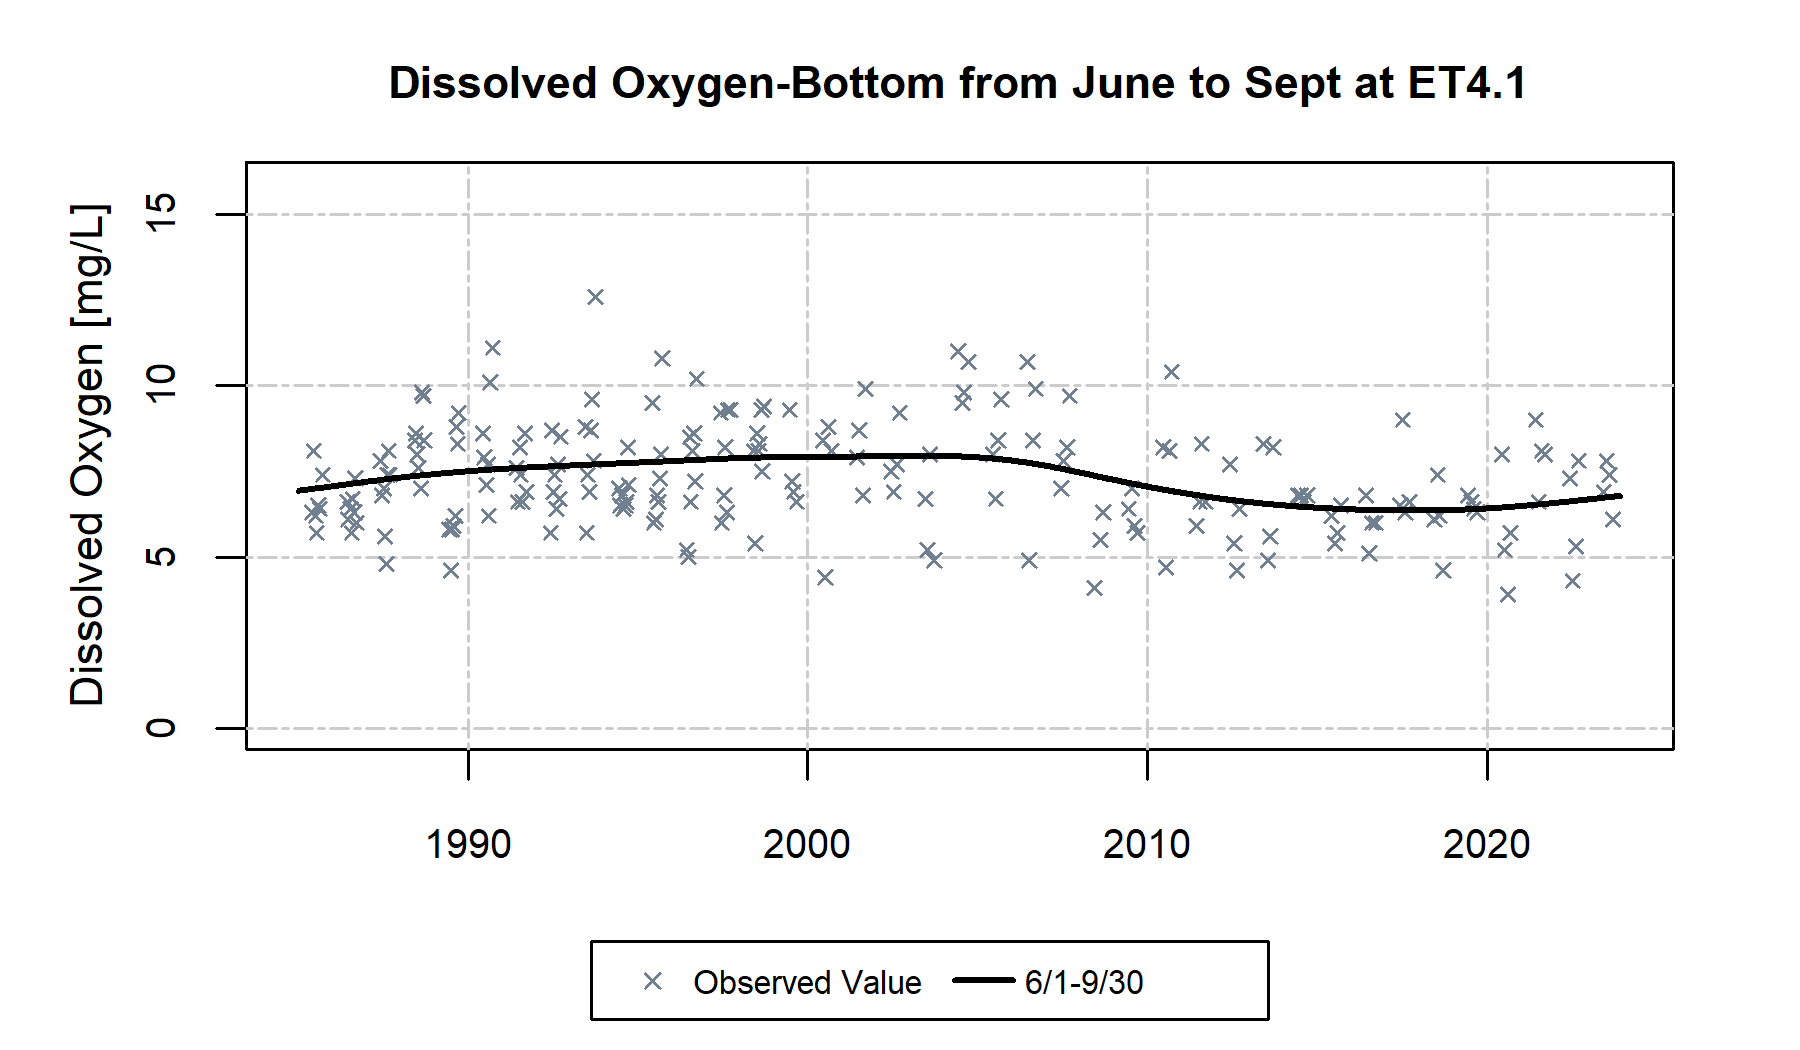 Dissolved Oxygen-Bottom from June to Sept at ET4.1
Dissolved Oxygen [mg/L]
15
10
5
0
1990 2000 2010 2020
Observed Value 6/1-9/30